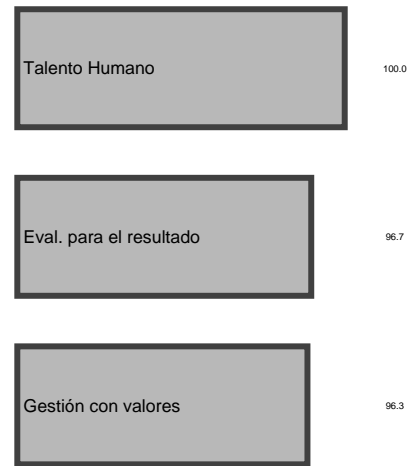 Talento Humano 100.0
Eval. para el resultado 96.7
Gestión con valores 96.3